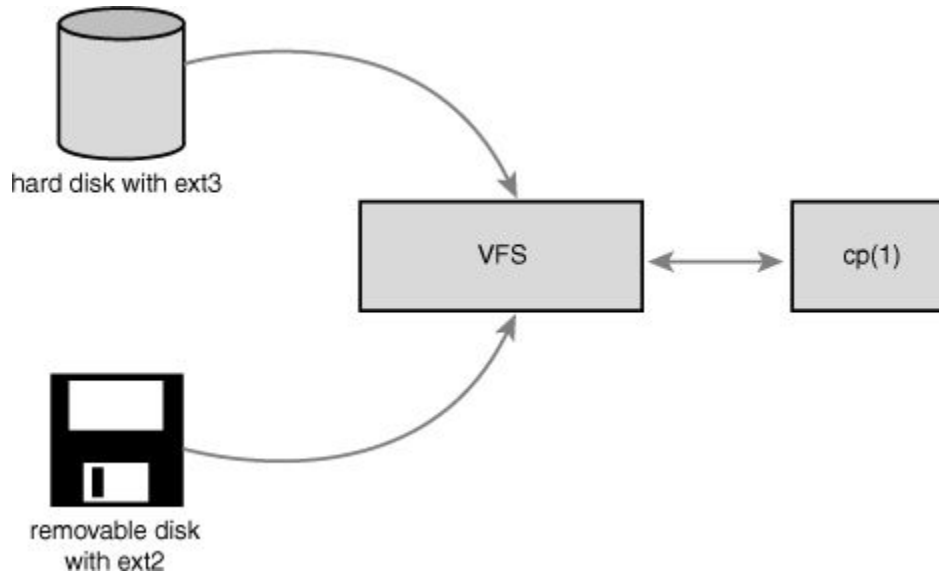 hard disk with ext3
VFS
cp(1)
removable disk
with ext2